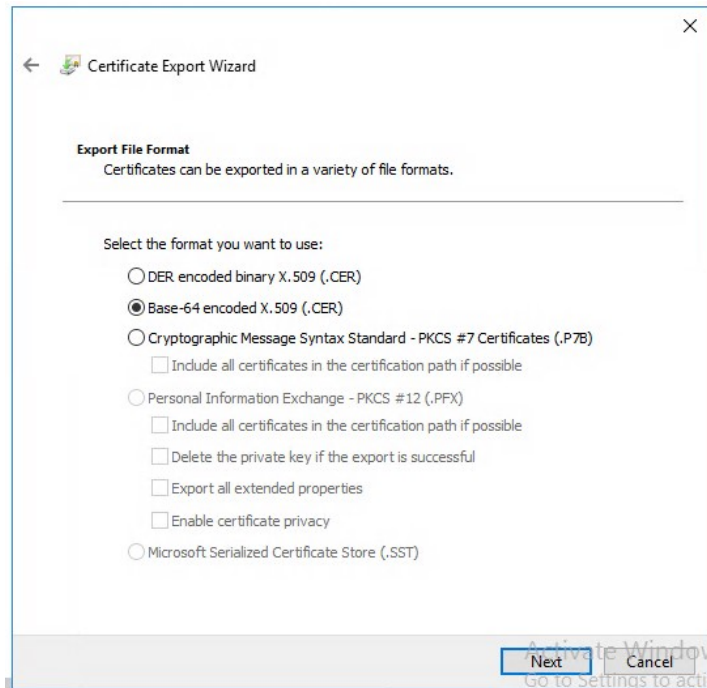 Certificate Export Wizard
Export File Format
Certificates can be exported in a variety of file formats.
Select the format you want to use:
DER encoded binary X.509 (.CER)
Base-64 encoded X.509 (.CER)
Cryptographic Message Syntax Standard - PKCS #7 Certificates (.P7B)
Include all certificates in the certification path if possible
Personal Information Exchange - PKCS #12 (.PFX)
Include all certificates in the certification path if possible
Delete the private key if the export is successful
Export all extended properties
Enable certificate privacy
Microsoft Serialized Certificate Store (.SST)
Activate Window
Next Cancel
Go to Settings to acti